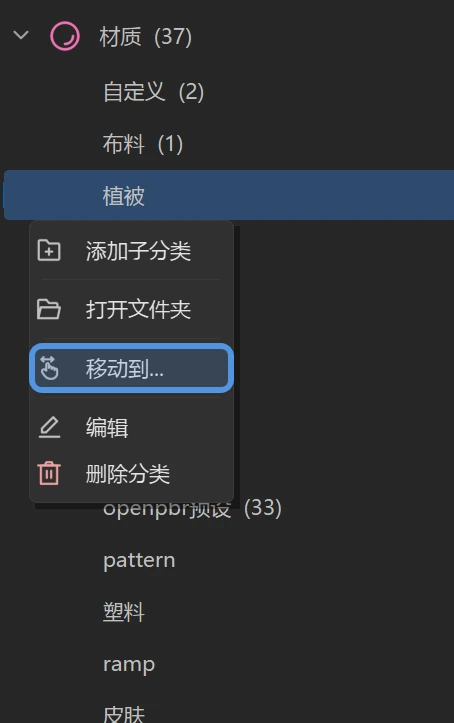 材质 (37)
自定义 (2)
布料 (1)
植被
添加子分类
打开文件夹
移动到...
编辑
删除分类
openpbr预设 (33)
pattern
塑料
ramp
皮肤